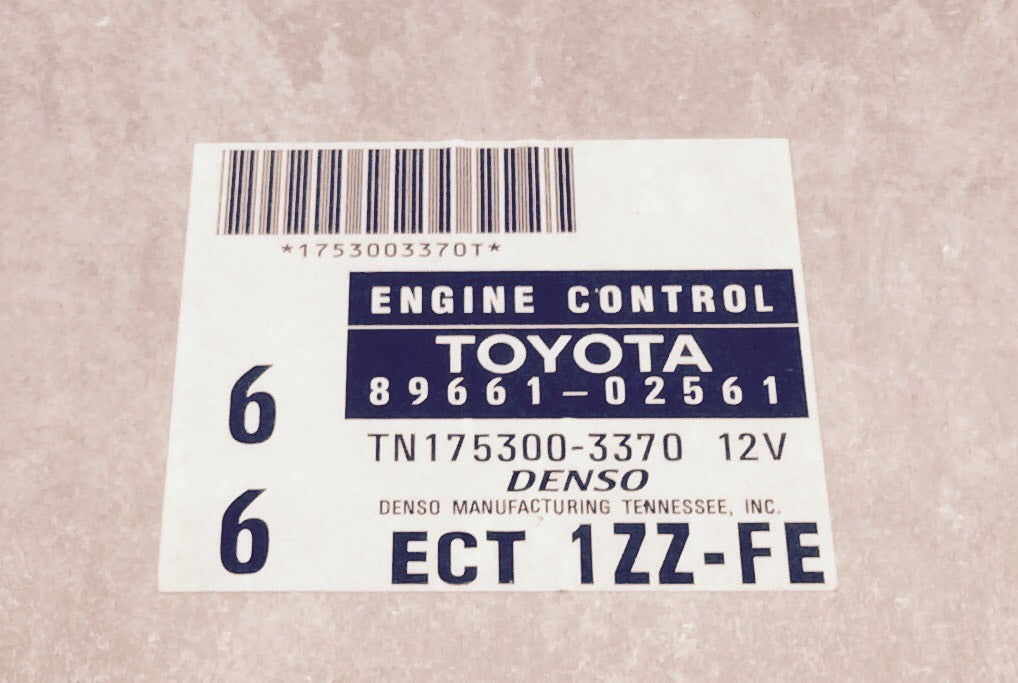 *1753003370T*
ENGINE CONTROL
TOYOTA
89661-02561
6
TN175300-3370 12V
DENSO
DENSO MANUFACTURING TENNESSEE, INC.
6
ECT 1ZZ-FE